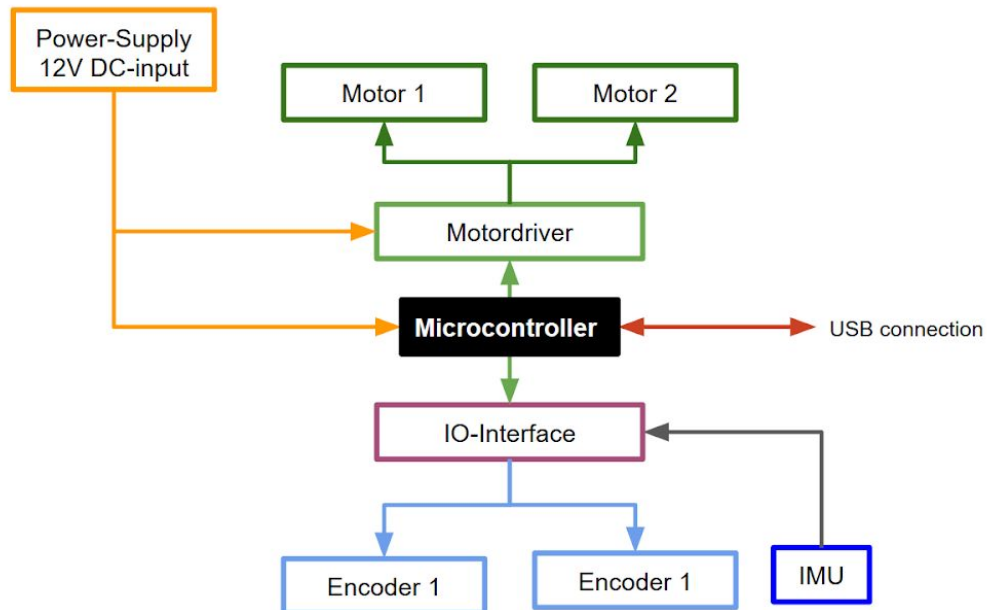 Power-Supply
12V DC-input
Motor 1
Motor 2
Motordriver
Microcontroller
USB connection
IO-Interface
Encoder 1
Encoder 1
IMU